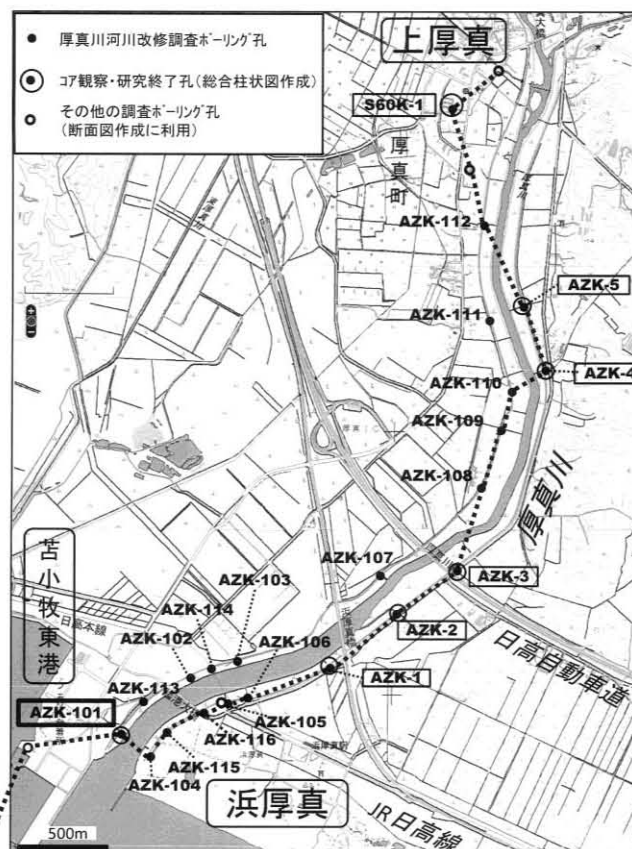 厚真川河川改修調査ボーリング孔
コア観察・研究終了孔(総合柱状図作成)
その他の調査ボーリング孔
(断面図作成に利用)
上厚真
S60K-1
厚真町
AZK-112
AZK-5
AZK-111
AZK-4
AZK-110
AZK-109
AZK-108
厚真川
苫小牧東港
AZK-107
AZK-3
AZK-103
AZK-114
AZK-102
AZK-106
AZK-2
日高自動車道
日高本線
AZK-113
AZK-1
AZK-101
AZK-105
AZK-116
AZK-115
AZK-104
浜厚真
JR日高線
500m